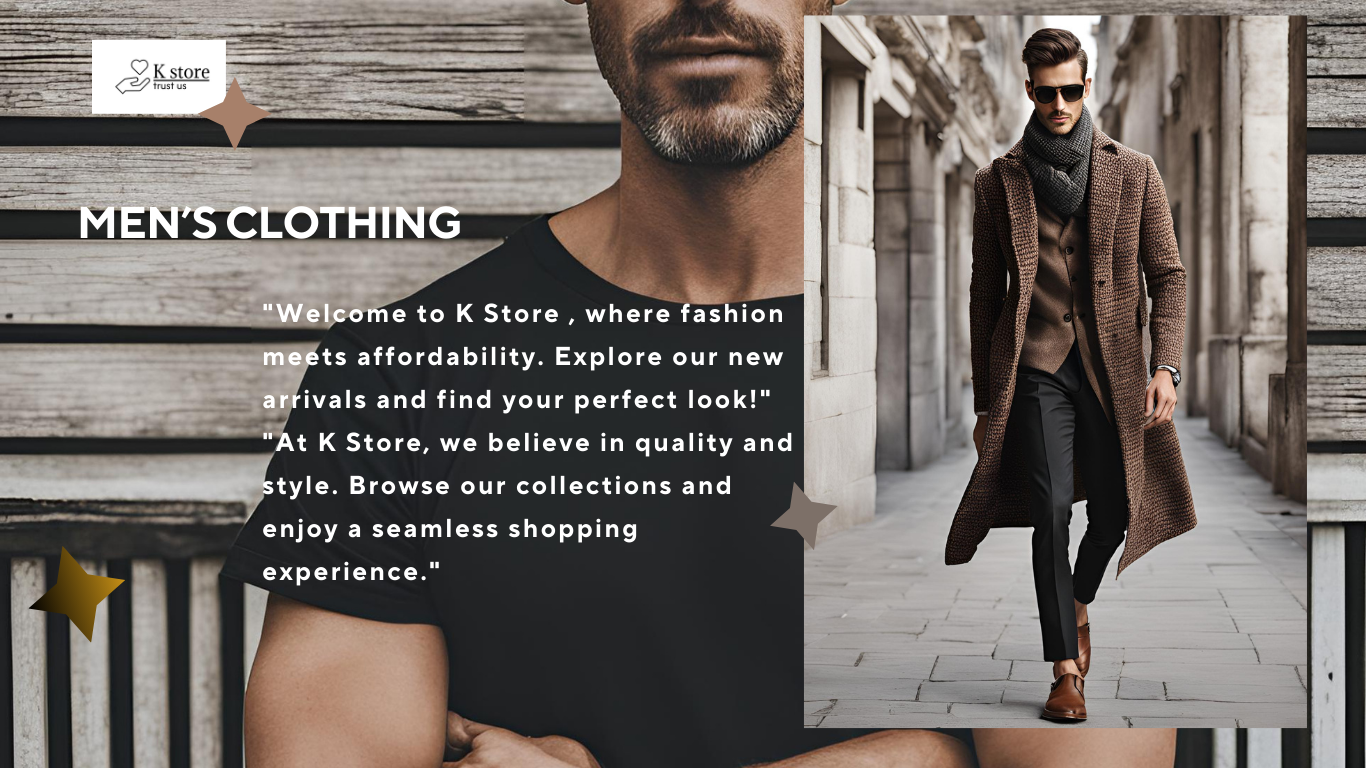 K store
trust us
MEN'S CLOTHING
"Welcome to K Store , where fashion
meets affordability. Explore our new
arrivals and find your perfect look!"
"At K Store, we believe in quality and
style. Browse our collections and
enjoy a seamless shopping
experience."